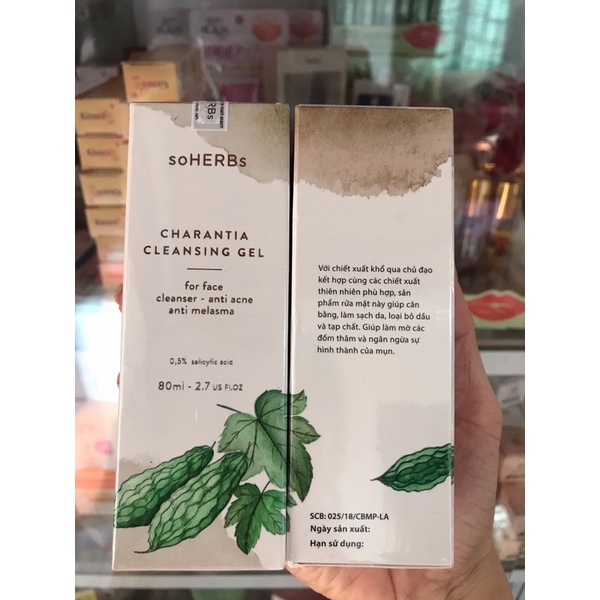 RBs
soHERBs
CHARANTIA
CLEANSING GEL
for face
cleanser - anti acne
anti melasma
0,5% salicylic acid
80ml - 2.7 US FL.OZ
Với chiết xuất khổ qua chủ đạo
kết hợp cùng các chiết xuất
thiên nhiên phù hợp, sản
phẩm rửa mặt này giúp cân
bằng, làm sạch da, loại bỏ dầu
và tạp chất. Giúp làm mờ các
đốm thâm và ngăn ngừa sự
hình thành của mụn.
SCB: 025/18/CBMP-LA
Ngày sản xuất:
Hạn sử dụng: